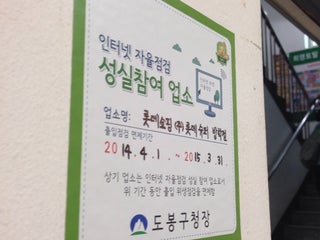 인터넷 자율점검
성실참여 업소
업소명: 롯데쇼핑(주)롯데슈퍼 방학점
출입점검 면제기간
2014.4.1. ~ 2015.3.31.
상기 업소는 인터넷 자율점검 성실 참여 업소로서
위 기간 동안 출입 위생점검을 면제함
도봉구청장